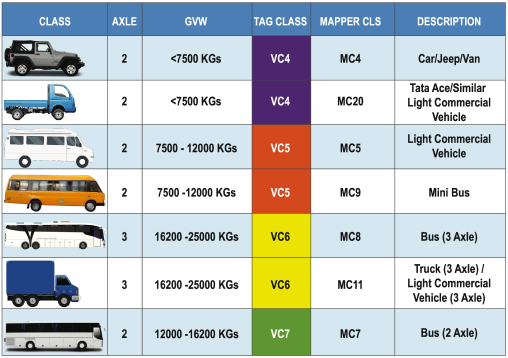 CLASS AXLE GVW TAG CLASS MAPPER CLS DESCRIPTION
2 <7500 KGs VC4 MC4 Car/Jeep/Van
2 <7500 KGs VC4 MC20 Tata Ace/Similar
Light Commercial
Vehicle
2 7500 - 12000 KGs VC5 MC5 Light Commercial
Vehicle
2 7500 -12000 KGs VC5 MC9 Mini Bus
3 16200 -25000 KGs VC6 MC8 Bus (3 Axle)
3 16200 -25000 KGs VC6 MC11 Truck (3 Axle) /
Light Commercial
Vehicle (3 Axle)
2 12000 -16200 KGs VC7 MC7 Bus (2 Axle)